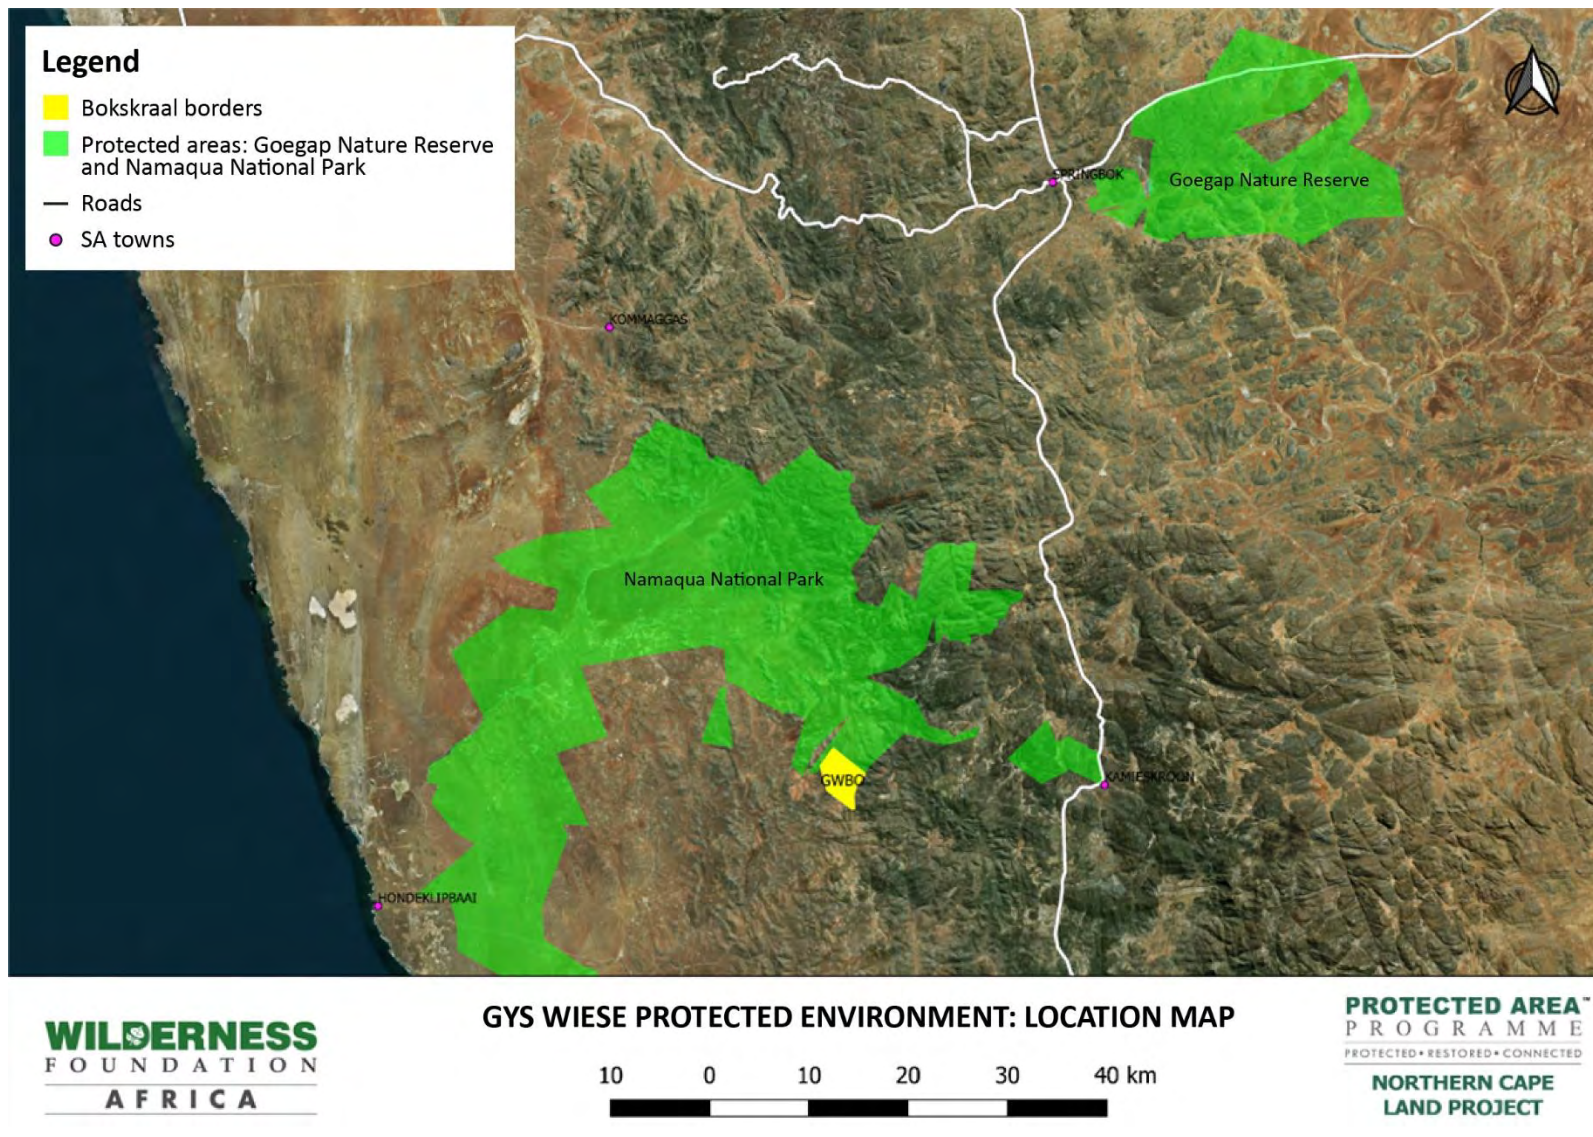 Legend
Bokskraal borders
Protected areas: Goegap Nature Reserve
and Namaqua National Park
Roads
SA towns
SPRINGBOK
Goegap Nature Reserve
KOMMAGGAS
Namaqua National Park
GWBO
KAMIESKROON
HONDEKLIPBAAI
GYS WIESE PROTECTED ENVIRONMENT: LOCATION MAP
10 0 10 20 30 40 km
WILDERNESS
FOUNDATION
AFRICA
PROTECTED AREA™
PROGRAMME
PROTECTED • RESTORED • CONNECTED
NORTHERN CAPE
LAND PROJECT